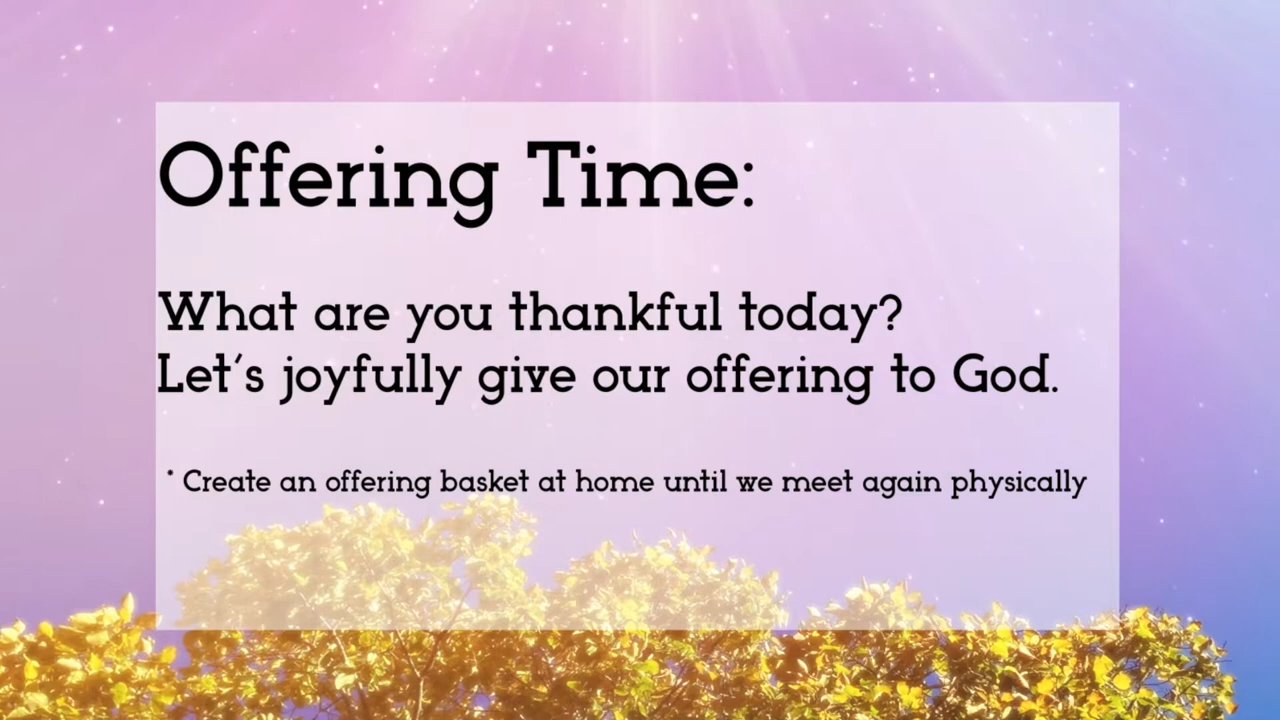 Offering Time:
What are you thankful today?
Let's joyfully give our offering to God.
* Create an offering basket at home until we meet again physically